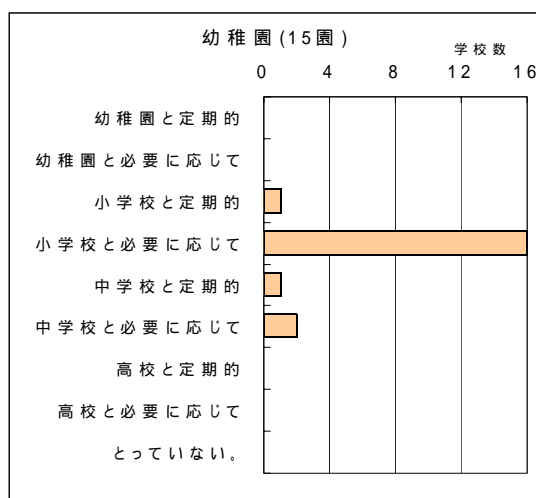 幼稚園(15園)
学校数
0 4 8 12 16
幼稚園と定期的
幼稚園と必要に応じて
小学校と定期的
小学校と必要に応じて
中学校と定期的
中学校と必要に応じて
高校と定期的
高校と必要に応じて
とっていない。